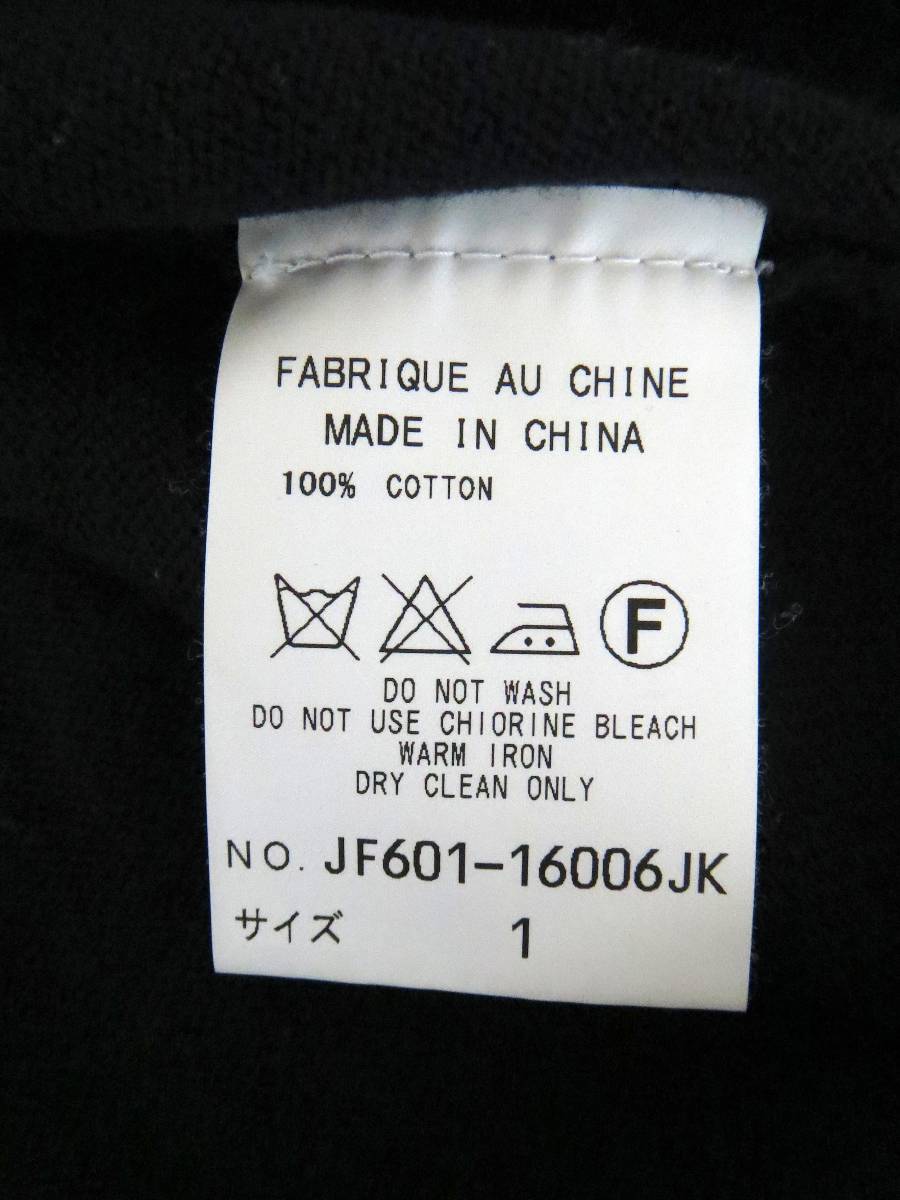 FABRIQUE AU CHINE
MADE IN CHINA
100% COTTON
F
DO NOT WASH
DO NOT USE CHIORINE BLEACH
WARM IRON
DRY CLEAN ONLY
NO. JF601-16006JK
サイズ 1